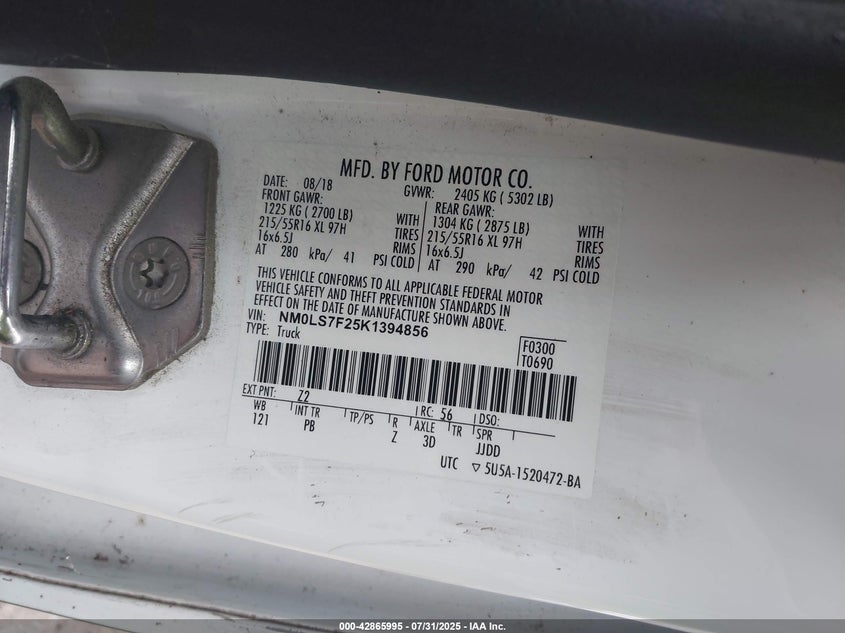 MFD. BY FORD MOTOR CO.
DATE: 08/18 GVWR: 2405 KG ( 5302 LB)
FRONT GAWR: REAR GAWR:
1225 KG ( 2700 LB) WITH 1304 KG ( 2875 LB) WITH
215/55R16 XL 97H TIRES 215/55R16 XL 97H TIRES
16x6.5J RIMS 16x6.5J RIMS
AT 280 kPa/ 41 PSI COLD AT 290 kPa/ 42 PSI COLD
THIS VEHICLE CONFORMS TO ALL APPLICABLE FEDERAL MOTOR
VEHICLE SAFETY AND THEFT PREVENTION STANDARDS IN
EFFECT ON THE DATE OF MANUFACTURE SHOWN ABOVE.
VIN: NM0LS7F25K1394856
TYPE: Truck
F0300
T0690
EXT PNT: Z2 RC: 56 DSO:
WB INT TR TP/PS R AXLE TR SPR
121 PB Z 3D JJDD
UTC ▽ 5U5A-1520472-BA
000-42865995 - 07/31/2025 - IAA Inc.